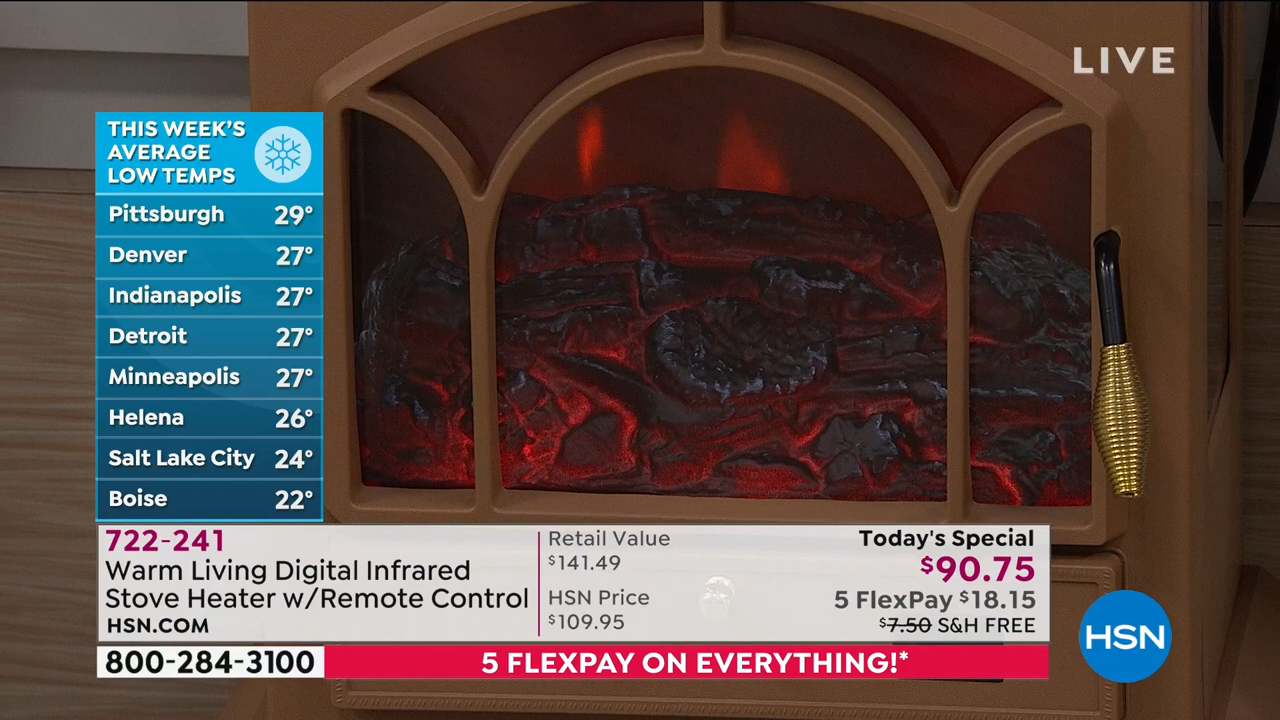 LIVE
THIS WEEK'S
AVERAGE
LOW TEMPS
Pittsburgh 29°
Denver 27°
Indianapolis 27°
Detroit 27°
Minneapolis 27°
Helena 26°
Salt Lake City 24°
Boise 22°
722-241
Warm Living Digital Infrared
Stove Heater w/Remote Control
HSN.COM
Retail Value
$141.49
HSN Price
$109.95
Today's Special
$90.75
5 FlexPay $18.15
$7.50 S&H FREE
HSN
800-284-3100
5 FLEXPAY ON EVERYTHING!*